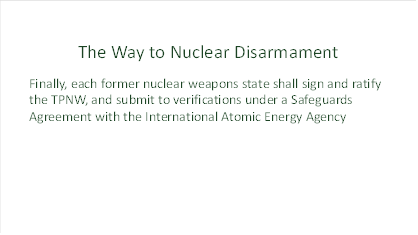 The Way to Nuclear Disarmament
Finally, each former nuclear weapons state shall sign and ratify
the TPNW, and submit to verifications under a Safeguards
Agreement with the International Atomic Energy Agency